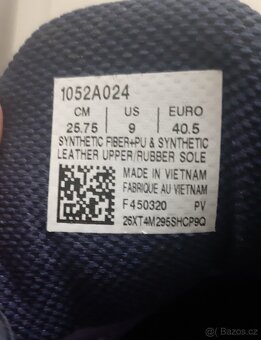 1052A024
CM US EURO
25.75 9 40.5
SYNTHETIC FIBER+PU & SYNTHETIC
LEATHER UPPER/RUBBER SOLE
MADE IN VIETNAM
FABRIQUE AU VIETNAM
F450320 PV
26XT4M295SHCP9Q
sbazar.cz